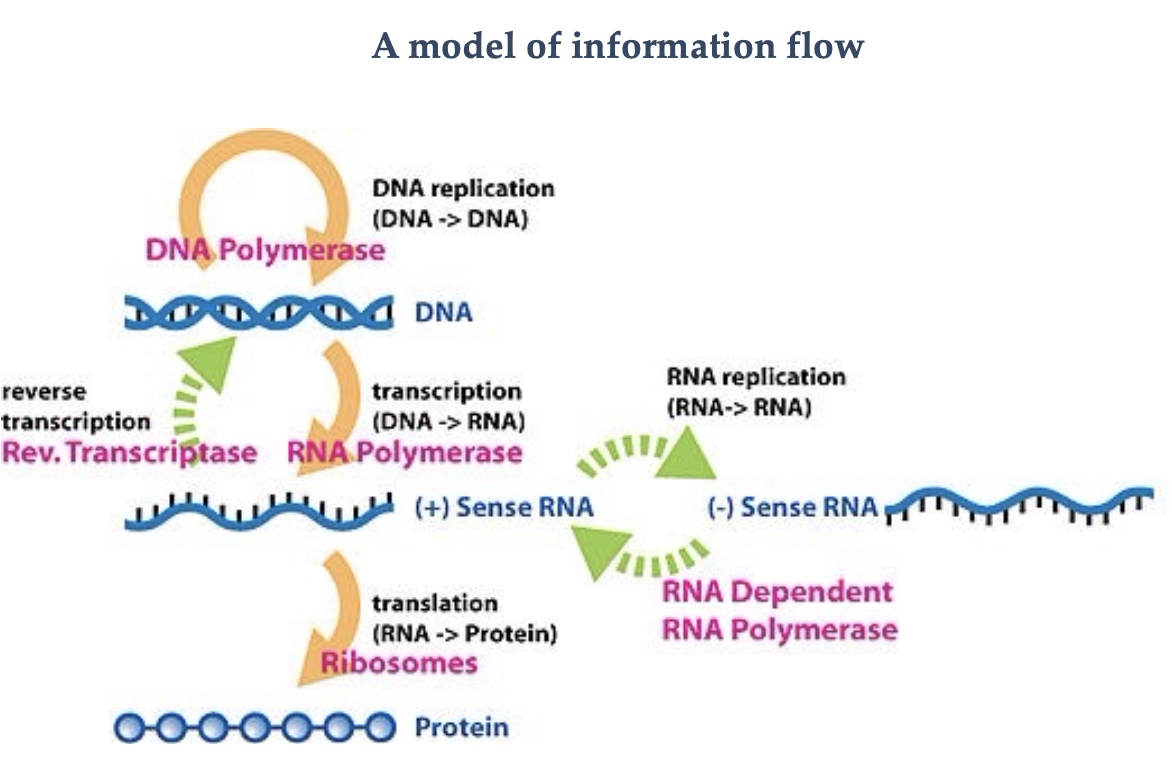 A model of information flow
DNA replication
(DNA -> DNA)
DNA Polymerase
DNA
reverse
transcription
Rev. Transcriptase
transcription
(DNA -> RNA)
RNA Polymerase
RNA replication
(RNA-> RNA)
(+) Sense RNA
(-) Sense RNA
RNA Dependent
RNA Polymerase
translation
(RNA -> Protein)
Ribosomes
Protein